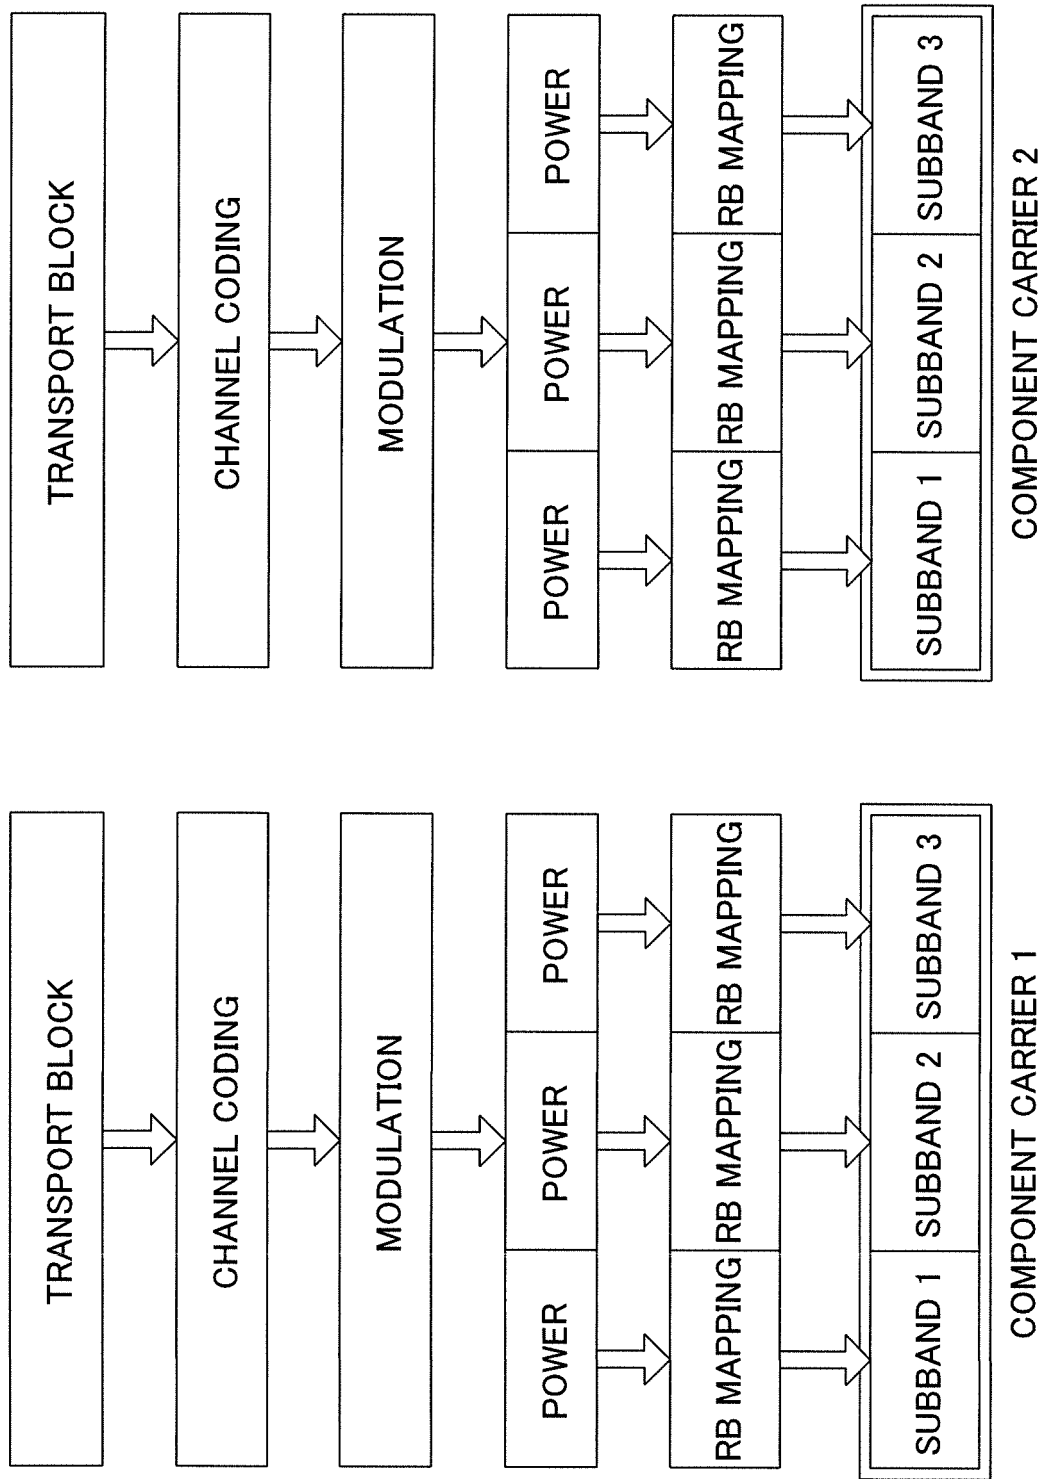 TRANSPORT BLOCK
CHANNEL CODING
MODULATION
POWER
POWER
POWER
RB MAPPING
RB MAPPING
RB MAPPING
SUBBAND 1
SUBBAND 2
SUBBAND 3
COMPONENT CARRIER 1
TRANSPORT BLOCK
CHANNEL CODING
MODULATION
POWER
POWER
POWER
RB MAPPING
RB MAPPING
RB MAPPING
SUBBAND 1
SUBBAND 2
SUBBAND 3
COMPONENT CARRIER 2